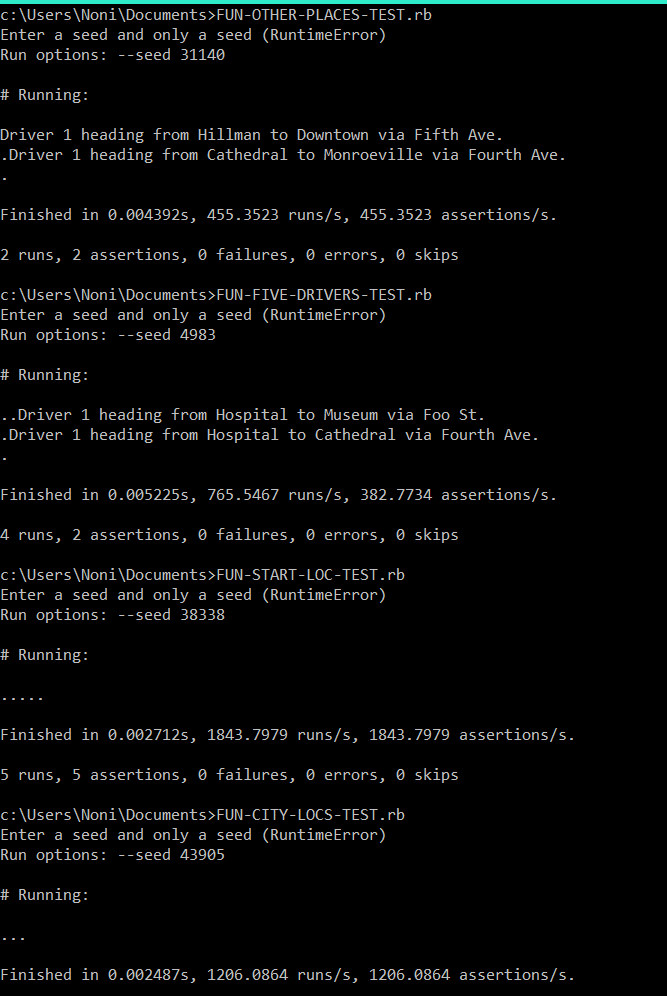 c:\Users\Noni\Documents>FUN-OTHER-PLACES-TEST.rb
Enter a seed and only a seed (RuntimeError)
Run options: --seed 31140
# Running:
Driver 1 heading from Hillman to Downtown via Fifth Ave.
.Driver 1 heading from Cathedral to Monroeville via Fourth Ave.
.
Finished in 0.004392s, 455.3523 runs/s, 455.3523 assertions/s.
2 runs, 2 assertions, 0 failures, 0 errors, 0 skips
c:\Users\Noni\Documents>FUN-FIVE-DRIVERS-TEST.rb
Enter a seed and only a seed (RuntimeError)
Run options: --seed 4983
# Running:
..Driver 1 heading from Hospital to Museum via Foo St.
.Driver 1 heading from Hospital to Cathedral via Fourth Ave.
.
Finished in 0.005225s, 765.5467 runs/s, 382.7734 assertions/s.
4 runs, 2 assertions, 0 failures, 0 errors, 0 skips
c:\Users\Noni\Documents>FUN-START-LOC-TEST.rb
Enter a seed and only a seed (RuntimeError)
Run options: --seed 38338
# Running:
.....
Finished in 0.002712s, 1843.7979 runs/s, 1843.7979 assertions/s.
5 runs, 5 assertions, 0 failures, 0 errors, 0 skips
c:\Users\Noni\Documents>FUN-CITY-LOCS-TEST.rb
Enter a seed and only a seed (RuntimeError)
Run options: --seed 43905
# Running:
...
Finished in 0.002487s, 1206.0864 runs/s, 1206.0864 assertions/s.